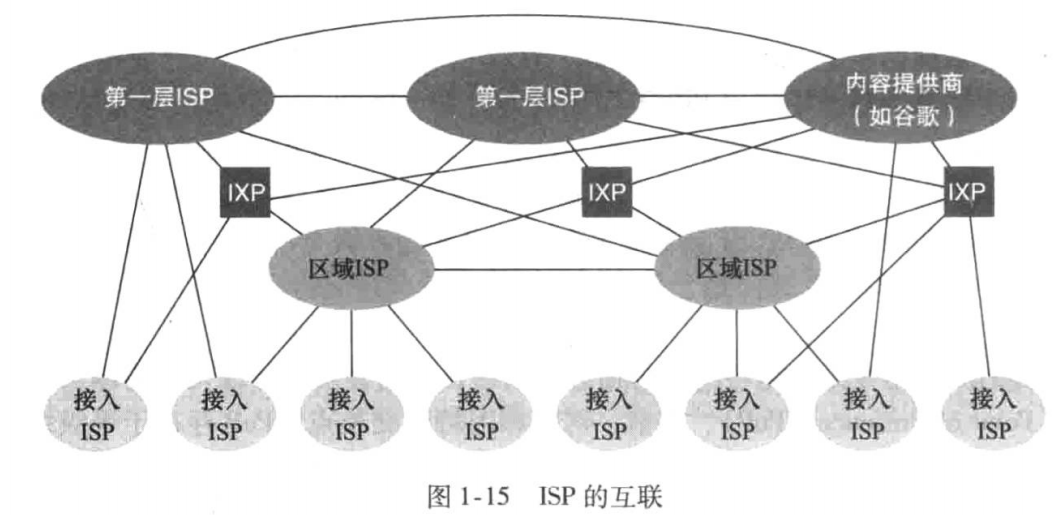 第一层ISP
第一层ISP
内容提供商
(如谷歌)
IXP
IXP
IXP
区域ISP
区域ISP
接入
ISP
接入
ISP
接入
ISP
接入
ISP
接入
ISP
接入
ISP
接入
ISP
接入
ISP
图 1-15 ISP 的互联